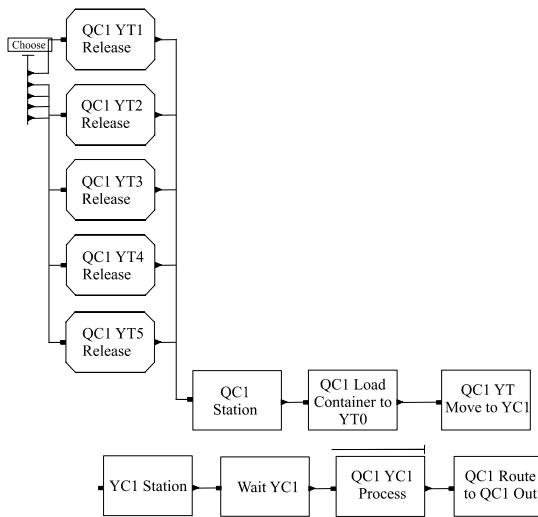 Choose
QC1 YT1
Release
QC1 YT2
Release
QC1 YT3
Release
QC1 YT4
Release
QC1 YT5
Release
QC1
Station
QC1 Load
Container to
YT0
QC1 YT
Move to YC1
YC1 Station
Wait YC1
QC1 YC1
Process
QC1 Route
to QC1 Out